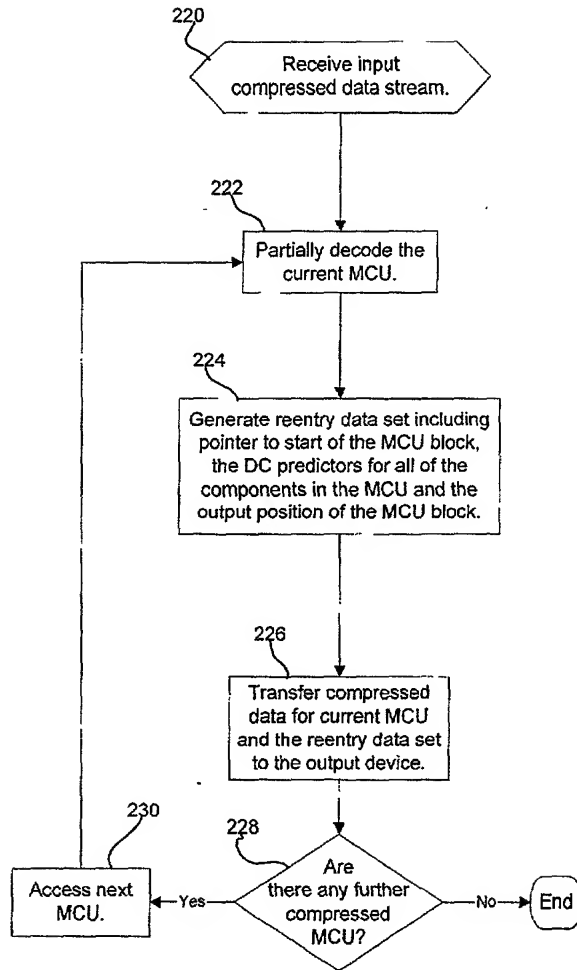 220
Receive input
compressed data stream.
222
Partially decode the
current MCU.
224
Generate reentry data set including
pointer to start of the MCU block,
the DC predictors for all of the
components in the MCU and the
output position of the MCU block.
226
Transfer compressed
data for current MCU
and the reentry data set
to the output device.
228
230
Are
there any further
compressed
MCU?
Access next
MCU.
Yes
No
End